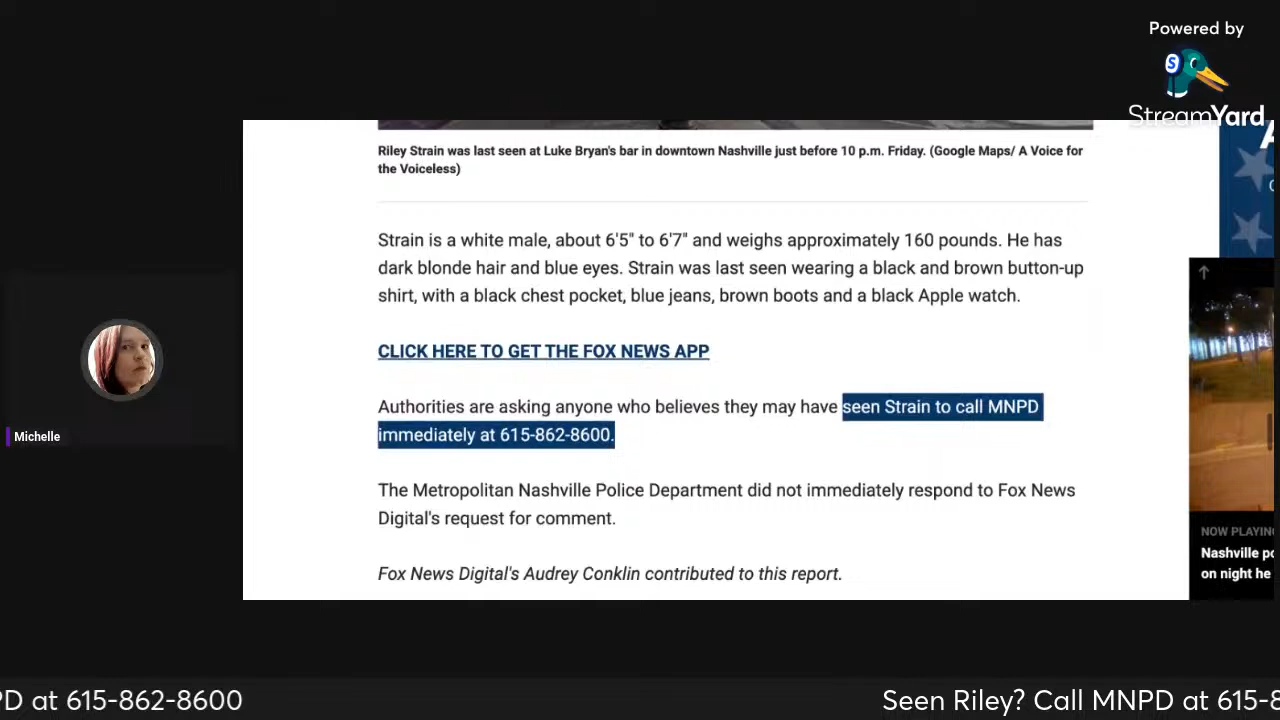 Powered by
StreamYard
Riley Strain was last seen at Luke Bryan's bar in downtown Nashville just before 10 p.m. Friday. (Google Maps/ A Voice for
the Voiceless)
Strain is a white male, about 6'5" to 6'7" and weighs approximately 160 pounds. He has
dark blonde hair and blue eyes. Strain was last seen wearing a black and brown button-up
shirt, with a black chest pocket, blue jeans, brown boots and a black Apple watch.
CLICK HERE TO GET THE FOX NEWS APP
Authorities are asking anyone who believes they may have seen Strain to call MNPD
immediately at 615-862-8600.
The Metropolitan Nashville Police Department did not immediately respond to Fox News
Digital's request for comment.
Fox News Digital's Audrey Conklin contributed to this report.
Michelle
NOW PLAYIN
Nashville po
on night he
PD at 615-862-8600
Seen Riley? Call MNPD at 615-8